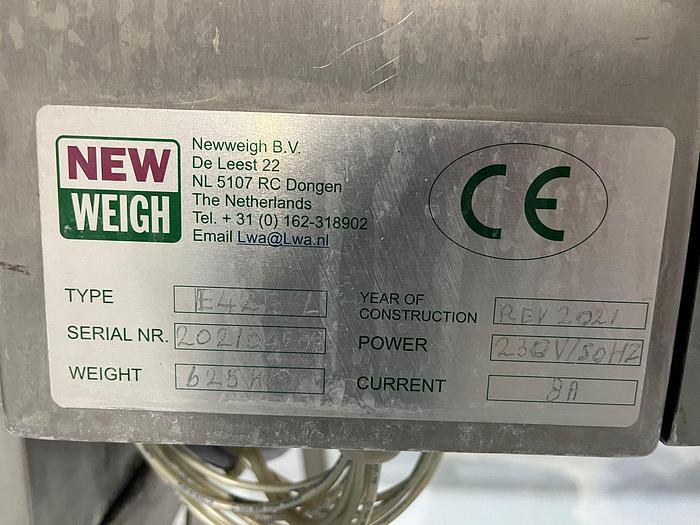 NEW
WEIGH
Newweigh B.V.
De Leest 22
NL 5107 RC Dongen
The Netherlands
Tel. + 31 (0) 162-318902
Email Lwa@Lwa.nl
CE
TYPE
SERIAL NR.
WEIGHT
YEAR OF
CONSTRUCTION REV 2021
POWER 230V/50HZ
CURRENT 8A